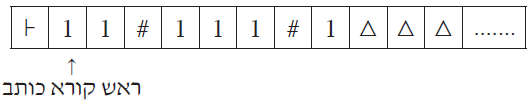 ⊢ 1 1 # 1 1 1 # 1 △ △ △ .......
↑
ראש קורא כותב